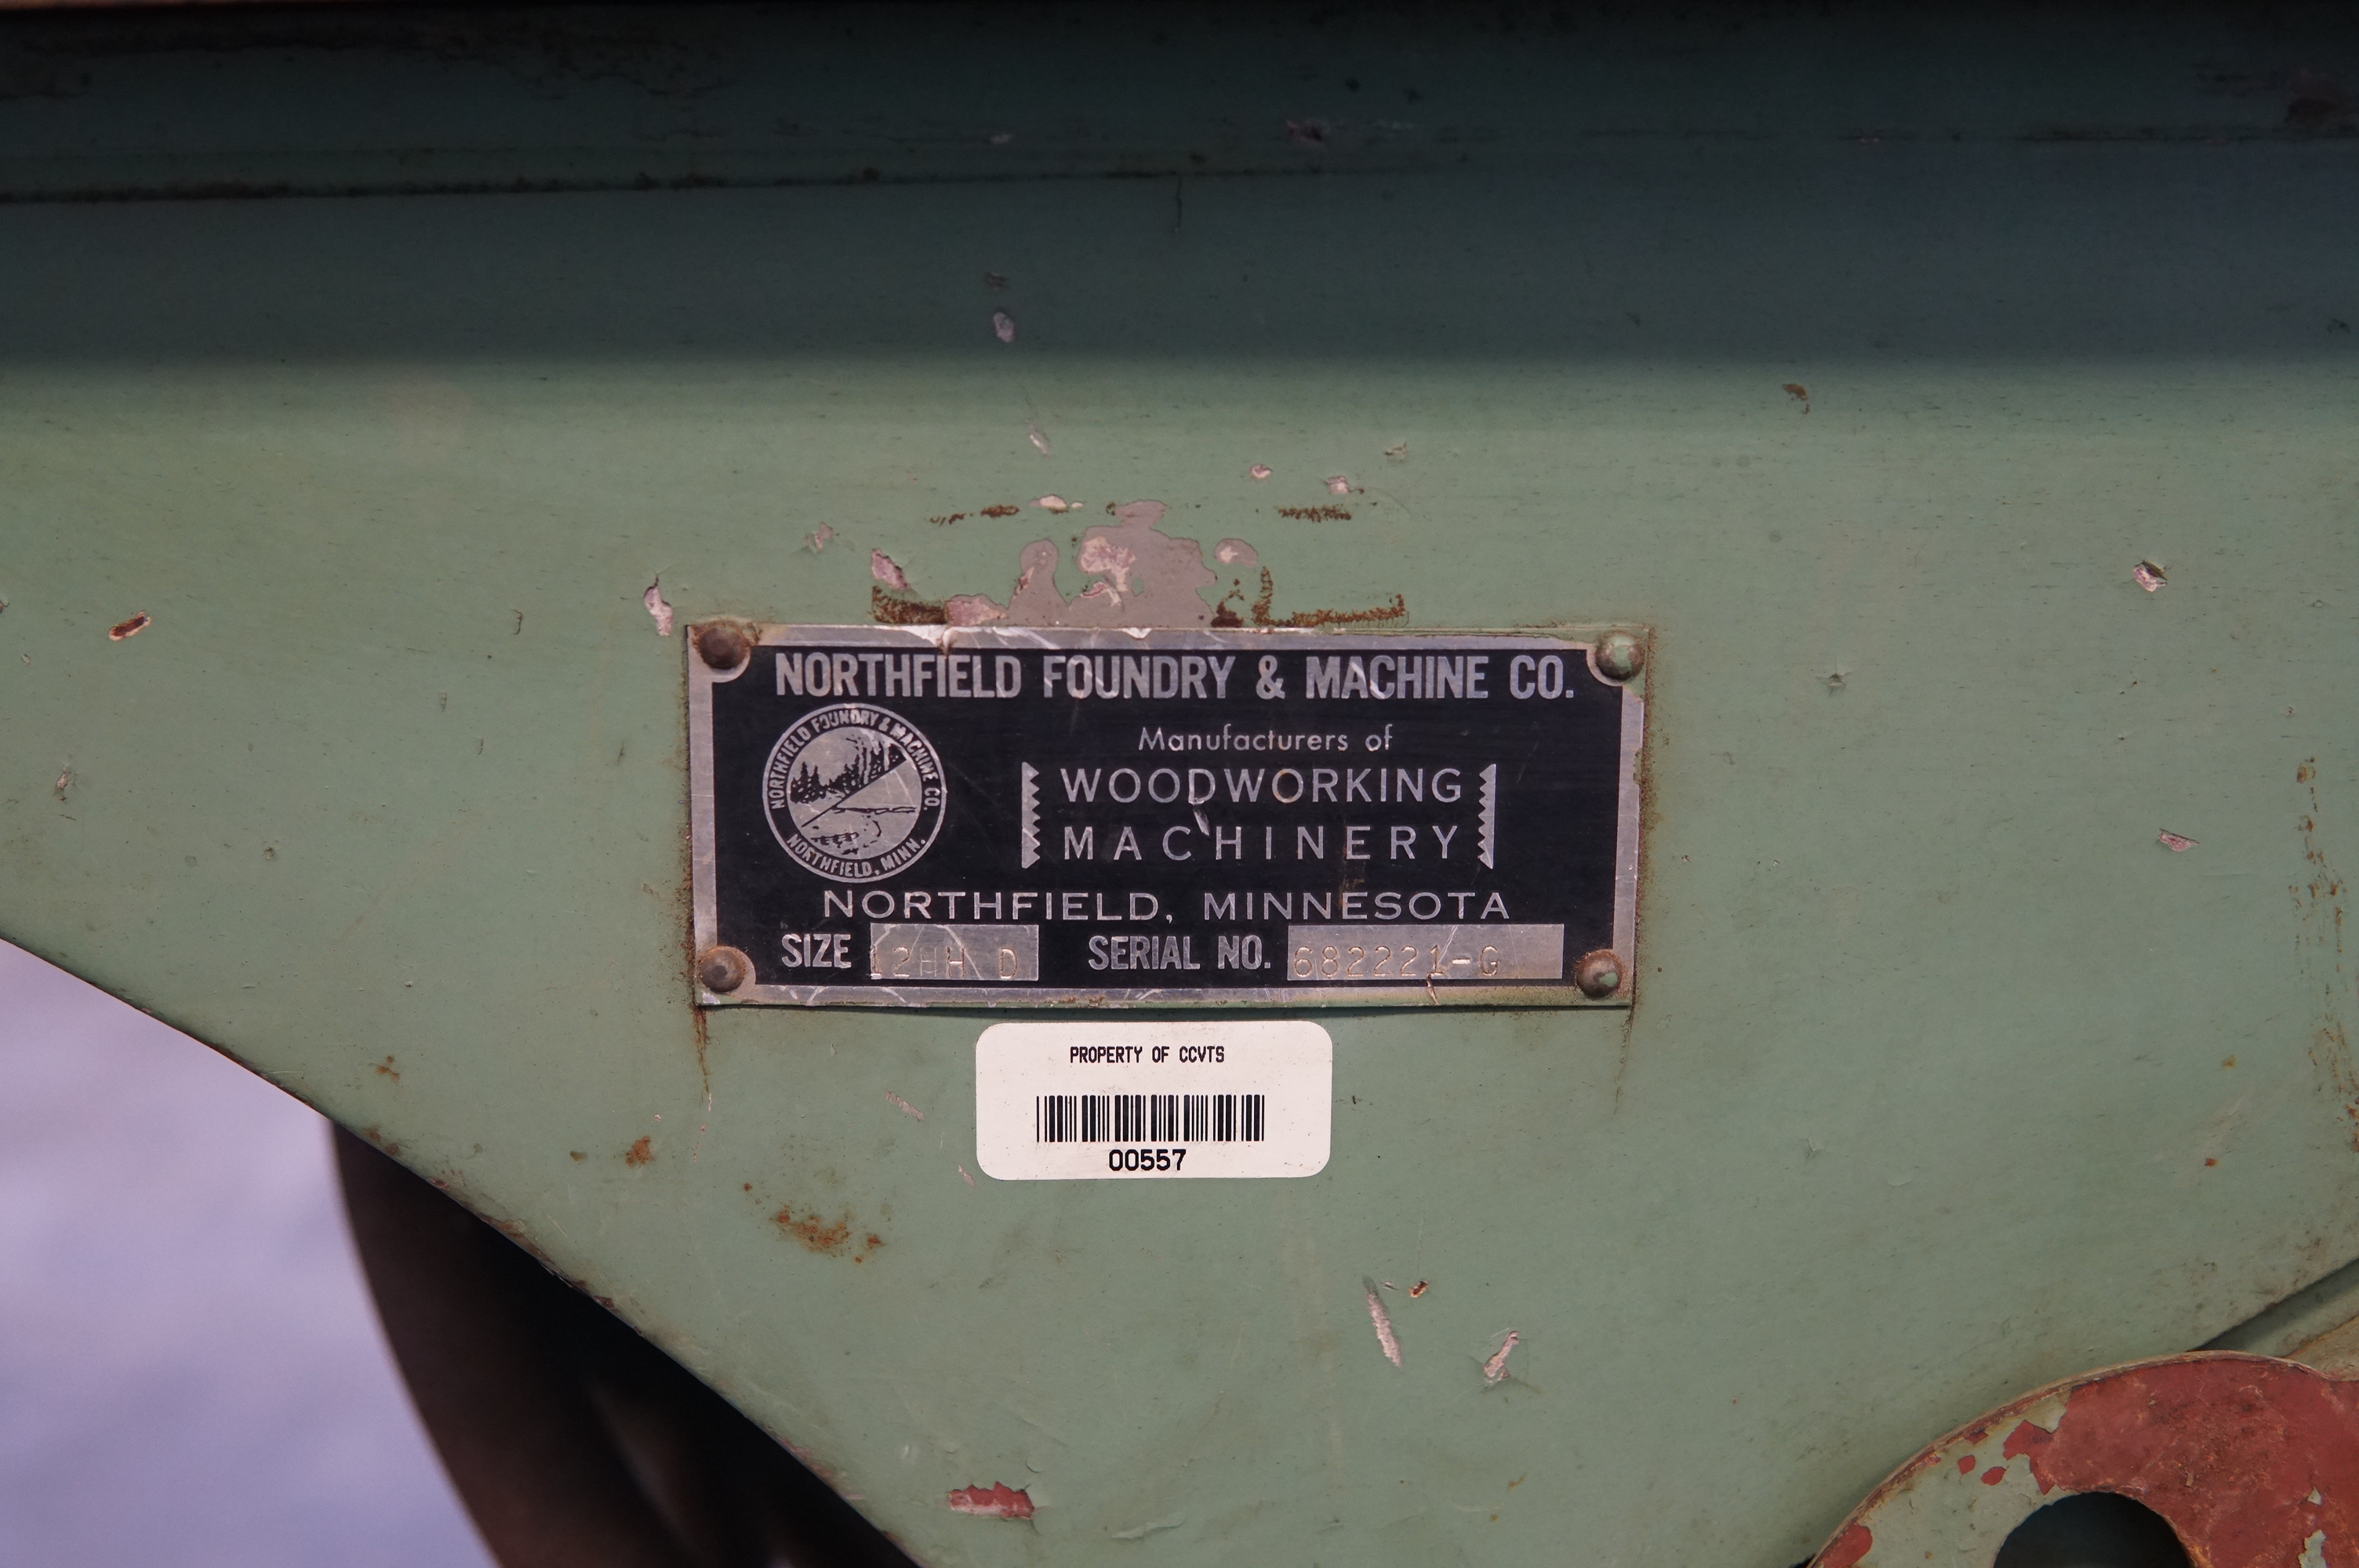 NORTHFIELD FOUNDRY & MACHINE CO.
NORTHFIELD FOUNDRY & MACHINE CO.
NORTHFIELD, MINN.
Manufacturers of
WOODWORKING
MACHINERY
NORTHFIELD, MINNESOTA
SIZE 12HH D SERIAL NO. 682221-G
PROPERTY OF CCVTS
00557